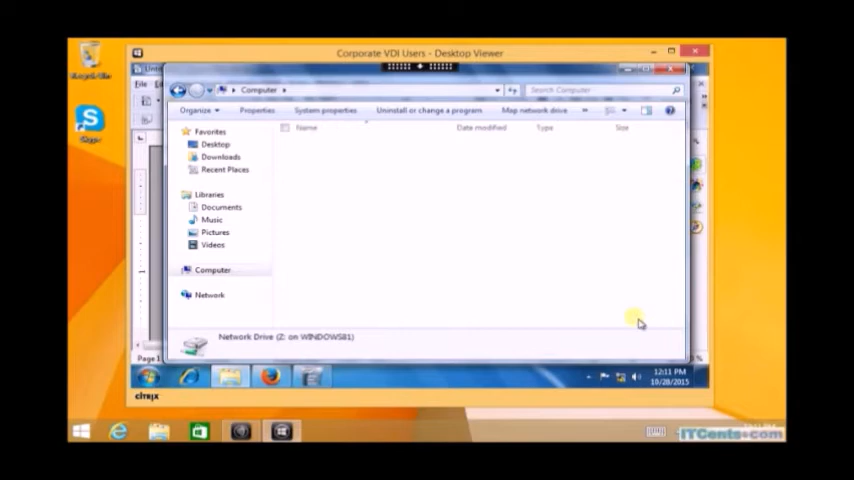 Corporate VDI Users - Desktop Viewer
Computer
Search Computer
Organize
Properties
System properties
Uninstall or change a program
Map network drive
Name
Date modified
Type
Size
Favorites
Desktop
Downloads
Recent Places
Libraries
Documents
Music
Pictures
Videos
Computer
Network
Network Drive (Z: on WINDOWS81)
File
Skype
Page 1
%
12:11 PM
10/28/2015
CITRIX
ITCents.com